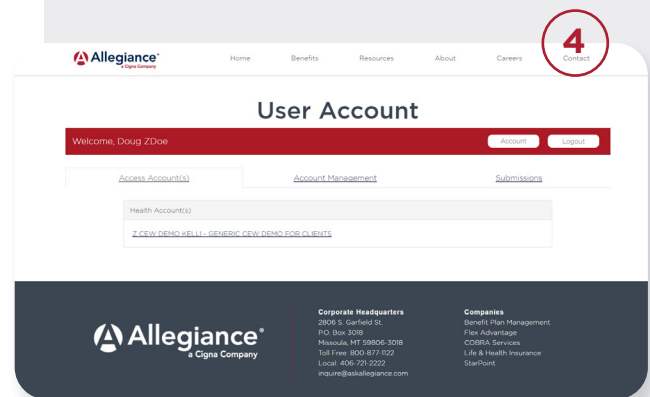 4
Allegiance®
a Cigna Company
Home Benefits Resources About Careers Contact
User Account
Welcome, Doug ZDoe
Account Logout
Access Account(s) Account Management Submissions
Health Account(s)
Z CEW DEMO KELLI - GENERIC CEW DEMO FOR CLIENTS
Allegiance®
a Cigna Company
Corporate Headquarters
2806 S. Garfield St.
P.O. Box 3018
Missoula, MT 59806-3018
Toll Free: 800-877-1122
Local: 406-721-2222
inquire@askallegiance.com
Companies
Benefit Plan Management
Flex Advantage
COBRA Services
Life & Health Insurance
StarPoint